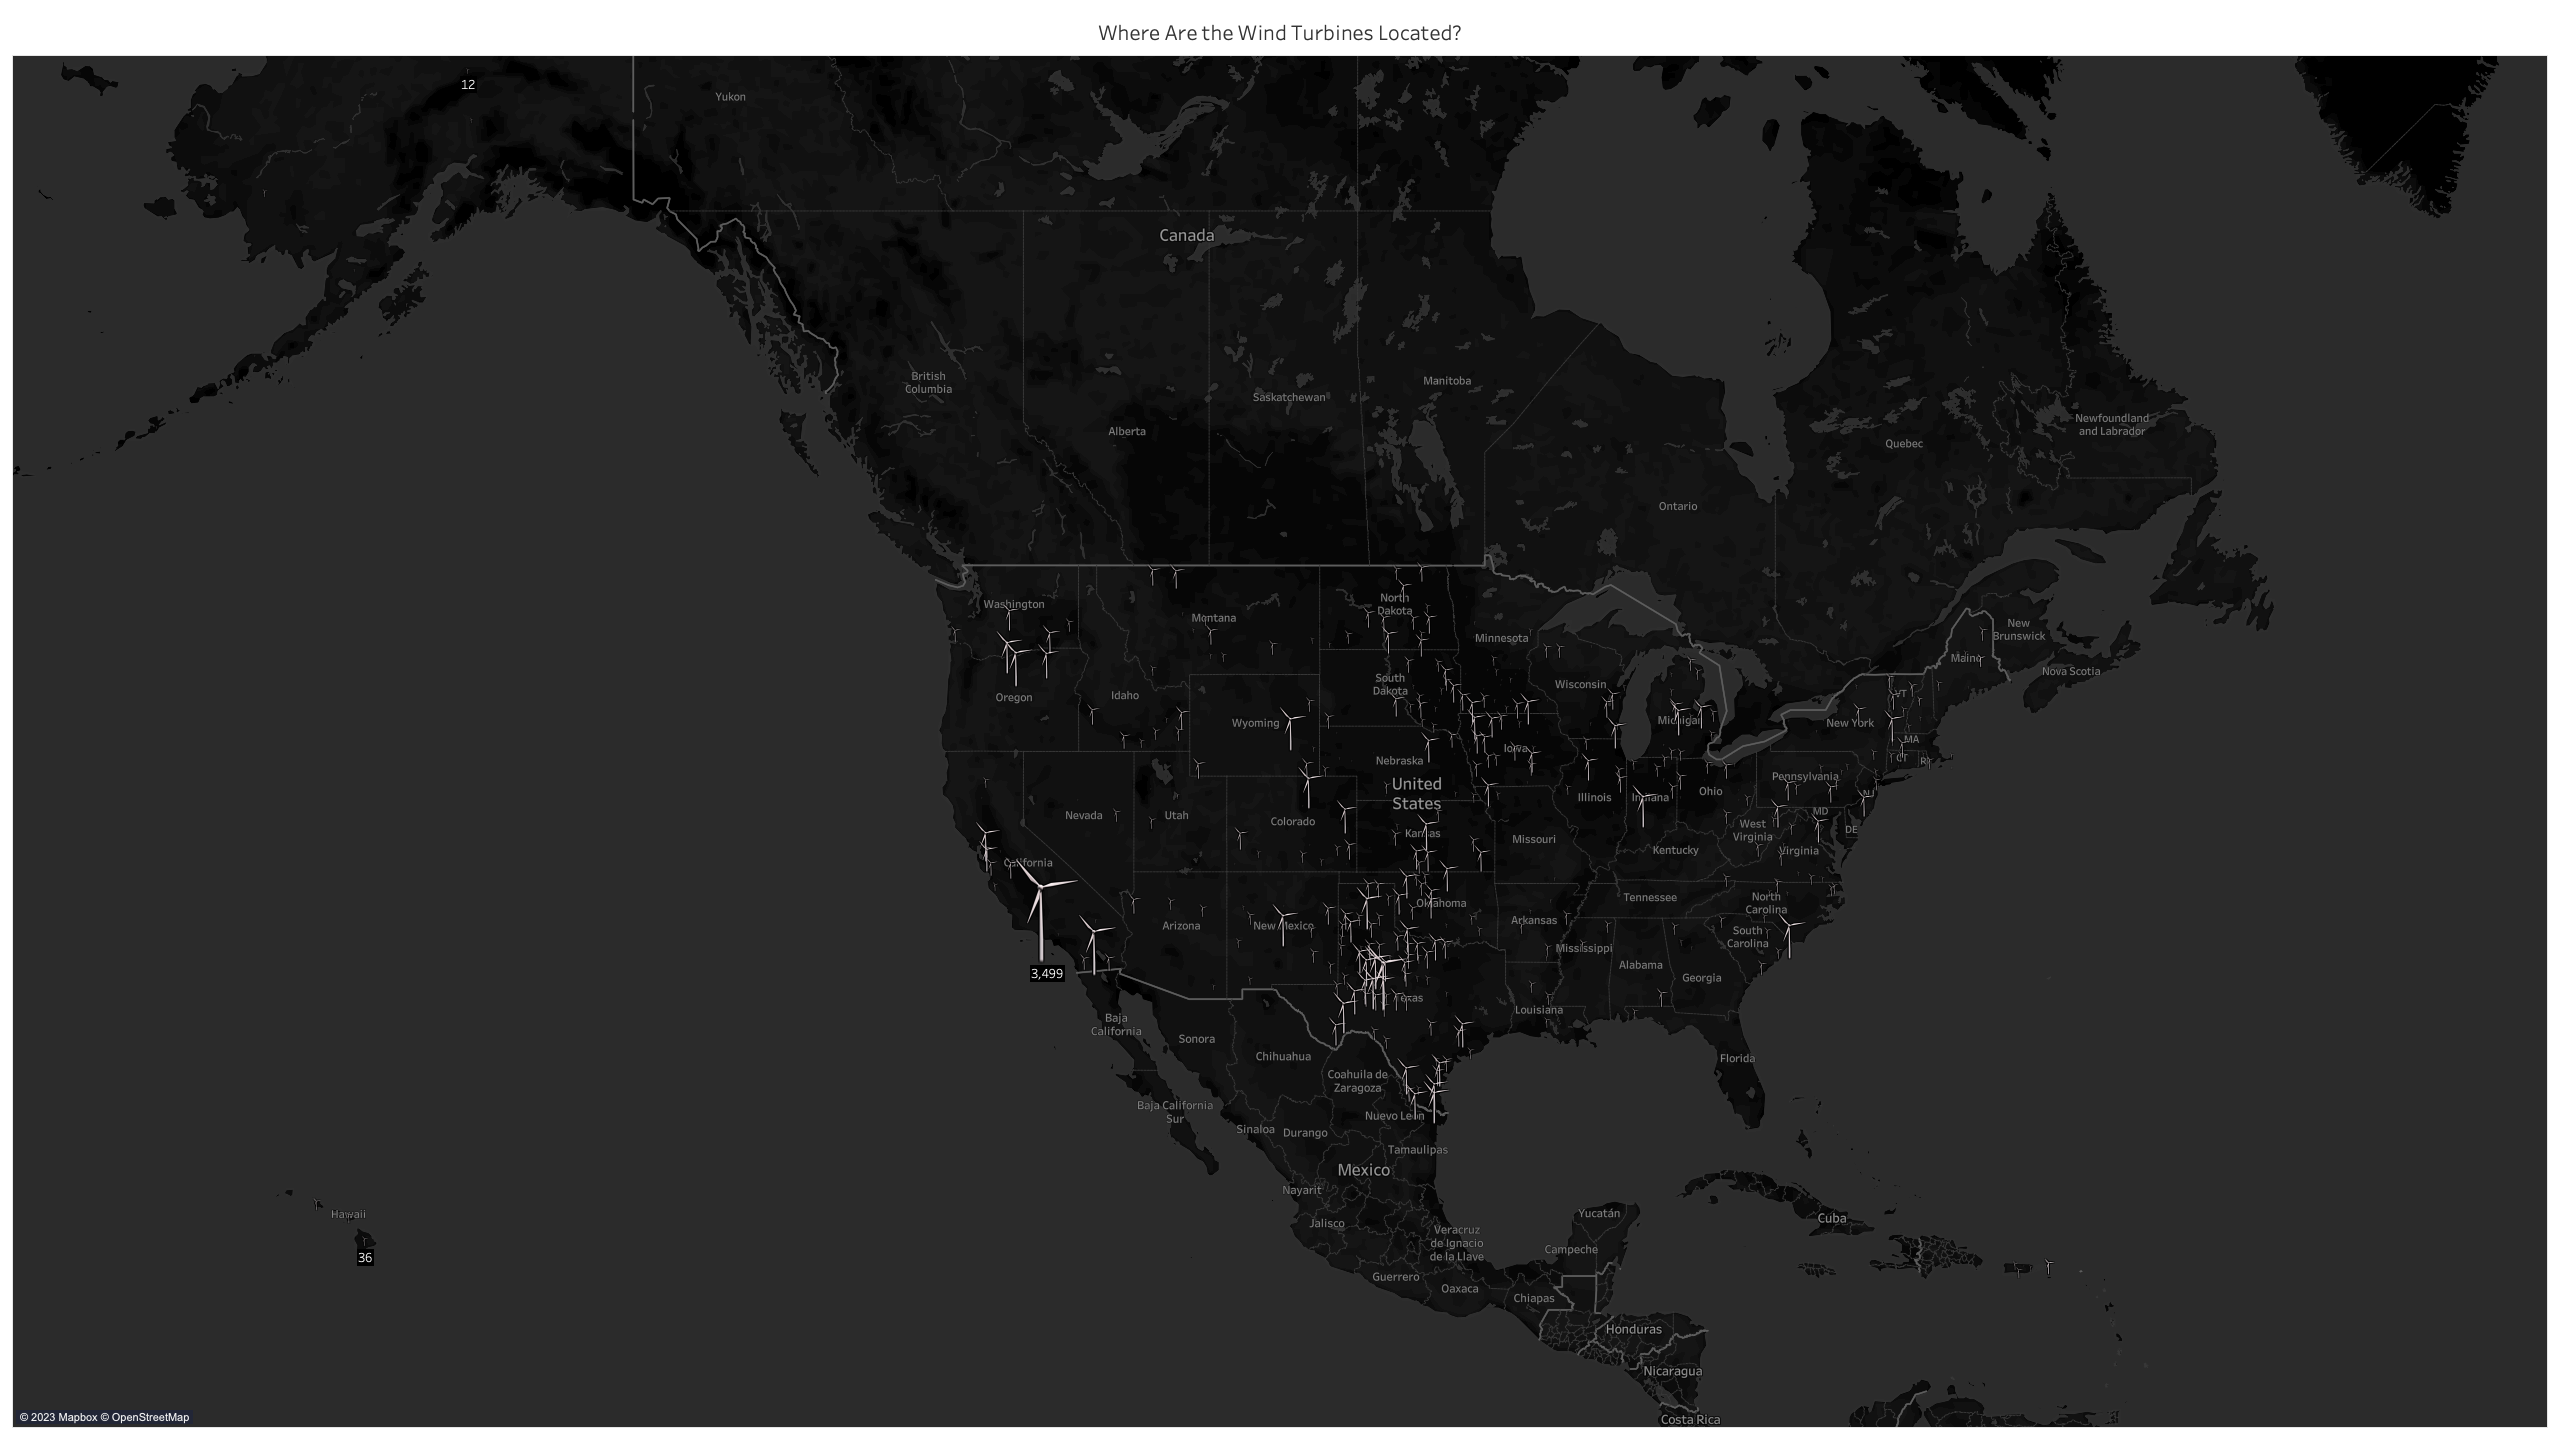 Where Are the Wind Turbines Located?
12
Yukon
Canada
British
Columbia
Alberta
Saskatchewan
Manitoba
Ontario
Quebec
Newfoundland
and Labrador
Washington
Montana
North
Dakota
Minnesota
New
Brunswick
Maine
Nova Scotia
Oregon
Idaho
Wyoming
South
Dakota
Wisconsin
Michigan
VT
New York
MA
CT
RI
Nebraska
Iowa
United
States
Illinois
Indiana
Ohio
Pennsylvania
NJ
Nevada
Utah
Colorado
Kansas
Missouri
West
Virginia
MD
DE
Kentucky
Virginia
California
Arizona
New Mexico
Oklahoma
Arkansas
Tennessee
North
Carolina
Mississippi
Alabama
Georgia
South
Carolina
3,499
Texas
Louisiana
Florida
Baja
California
Sonora
Chihuahua
Coahuila de
Zaragoza
Baja California
Sur
Sinaloa
Durango
Nuevo León
Tamaulipas
Mexico
Nayarit
Jalisco
Hawaii
36
Veracruz
de Ignacio
de la Llave
Yucatán
Campeche
Cuba
Guerrero
Oaxaca
Chiapas
Honduras
Nicaragua
Costa Rica
© 2023 Mapbox © OpenStreetMap